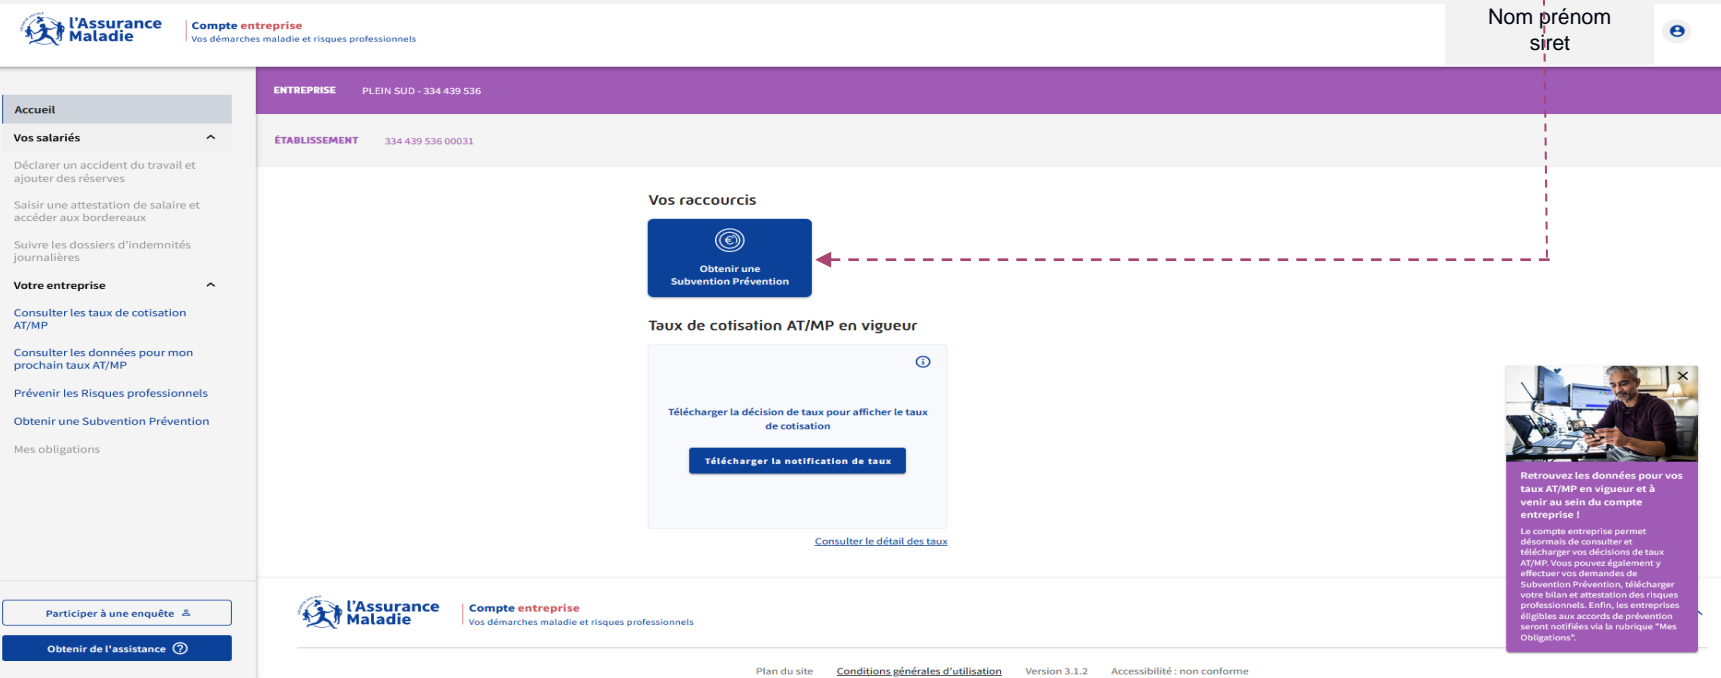 l'Assurance
Maladie
Compte entreprise
Vos démarches maladie et risques professionnels
Nom prénom
siret
Accueil
Vos salariés
Déclarer un accident du travail et
ajouter des réserves
Saisir une attestation de salaire et
accéder aux bordereaux
Suivre les dossiers d'indemnités
journalières
Votre entreprise
Consulter les taux de cotisation
AT/MP
Consulter les données pour mon
prochain taux AT/MP
Prévenir les Risques professionnels
Obtenir une Subvention Prévention
Mes obligations
Participer à une enquête
Obtenir de l'assistance
ENTREPRISE PLEIN SUD - 334 439 536
ÉTABLISSEMENT 334 439 536 00031
Vos raccourcis
Obtenir une
Subvention Prévention
Taux de cotisation AT/MP en vigueur
Télécharger la décision de taux pour afficher le taux
de cotisation
Télécharger la notification de taux
Consulter le détail des taux
Retrouvez les données pour vos
taux AT/MP en vigueur et à
venir au sein du compte
entreprise !
Le compte entreprise permet
désormais de consulter et
télécharger vos décisions de taux
AT/MP. Vous pouvez également y
effectuer vos demandes de
Subvention Prévention, télécharger
votre bilan et attestation des risques
professionnels. Enfin, les entreprises
éligibles aux accords de prévention
seront notifiées via la rubrique "Mes
Obligations".
l'Assurance
Maladie
Compte entreprise
Vos démarches maladie et risques professionnels
Plan du site Conditions générales d'utilisation Version 3.1.2 Accessibilité : non conforme